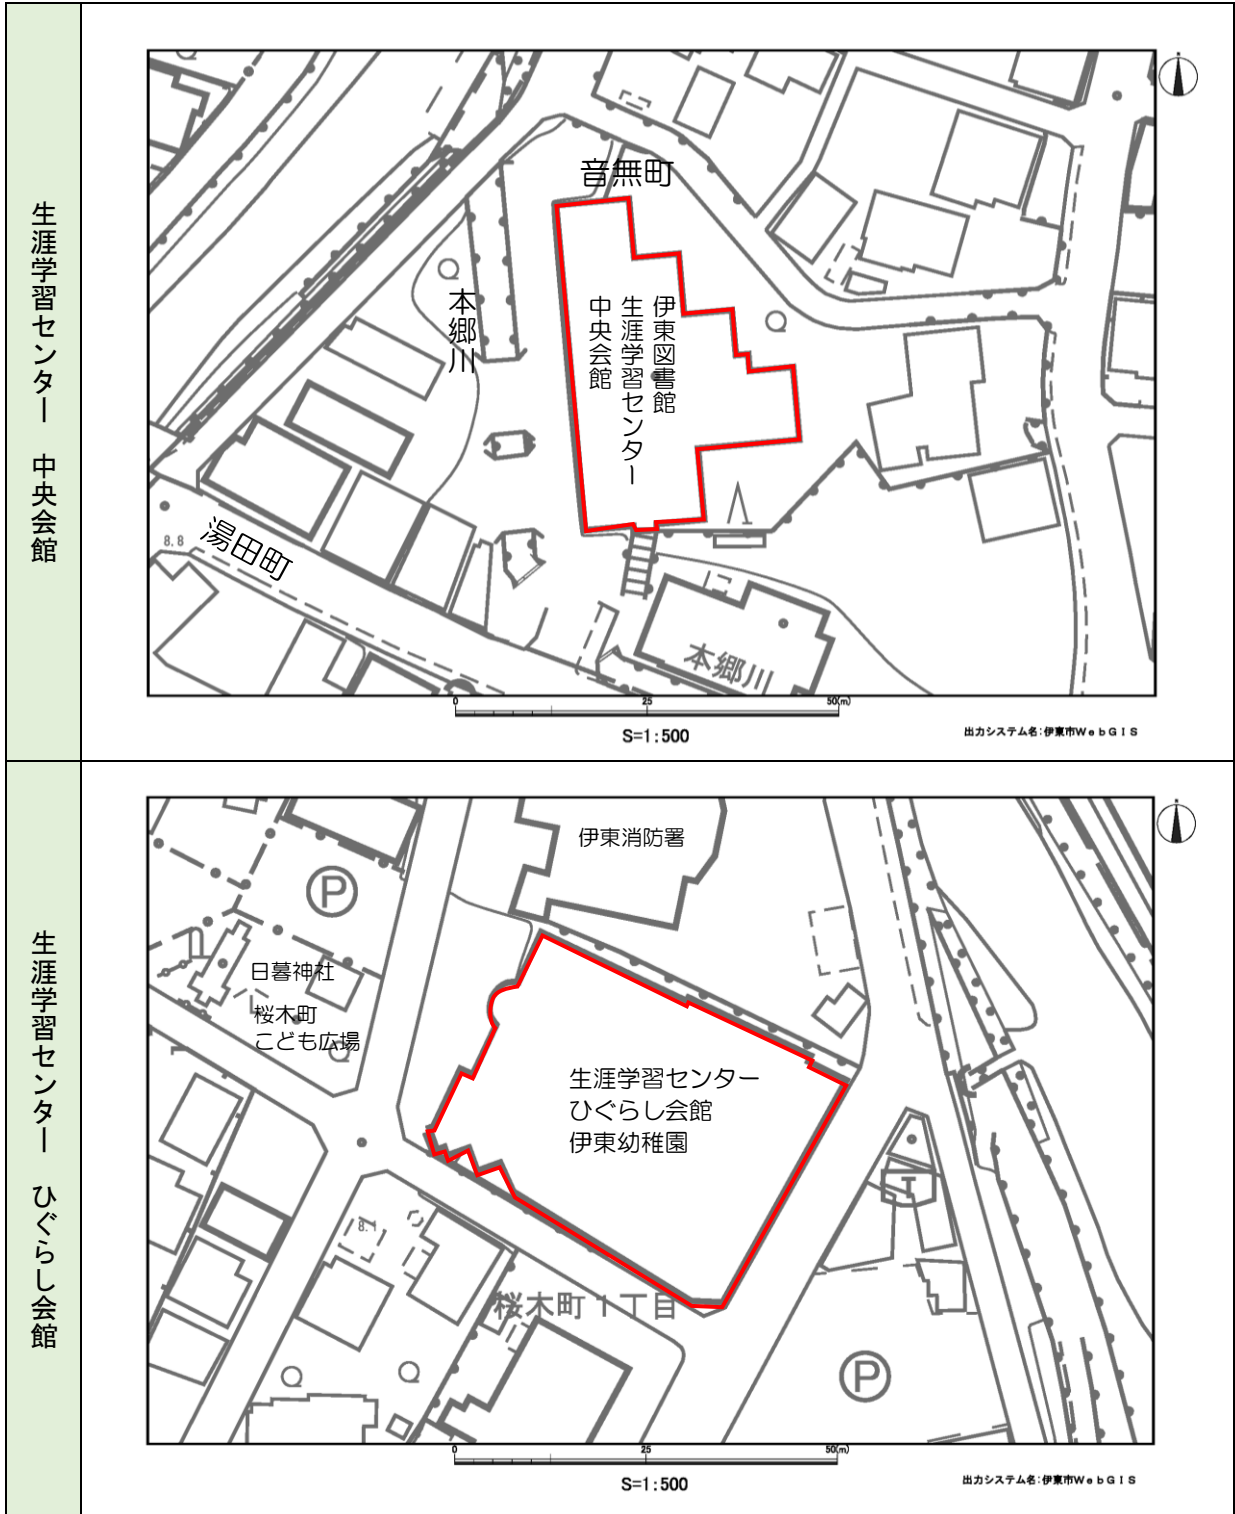 生涯学習センター 中央会館
音無町
本郷川
伊東図書館
生涯学習センター
中央会館
湯田町
8.8
本郷川
0 25 50(m)
S=1:500
出力システム名:伊東市WebGIS
生涯学習センター ひぐらし会館
伊東消防署
P
日暮神社
桜木町
こども広場
生涯学習センター
ひぐらし会館
伊東幼稚園
T
8.1
桜木町1丁目
P
0 25 50(m)
S=1:500
出力システム名:伊東市WebGIS